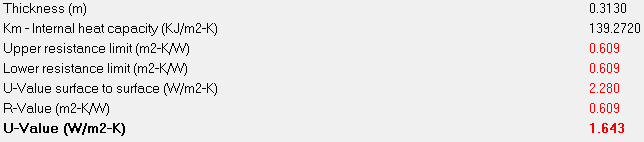 Thickness (m) 0.3130
Km - Internal heat capacity (KJ/m2-K) 139.2720
Upper resistance limit (m2-K/W) 0.609
Lower resistance limit (m2-K/W) 0.609
U-Value surface to surface (W/m2-K) 2.280
R-Value (m2-K/W) 0.609
U-Value (W/m2-K) 1.643